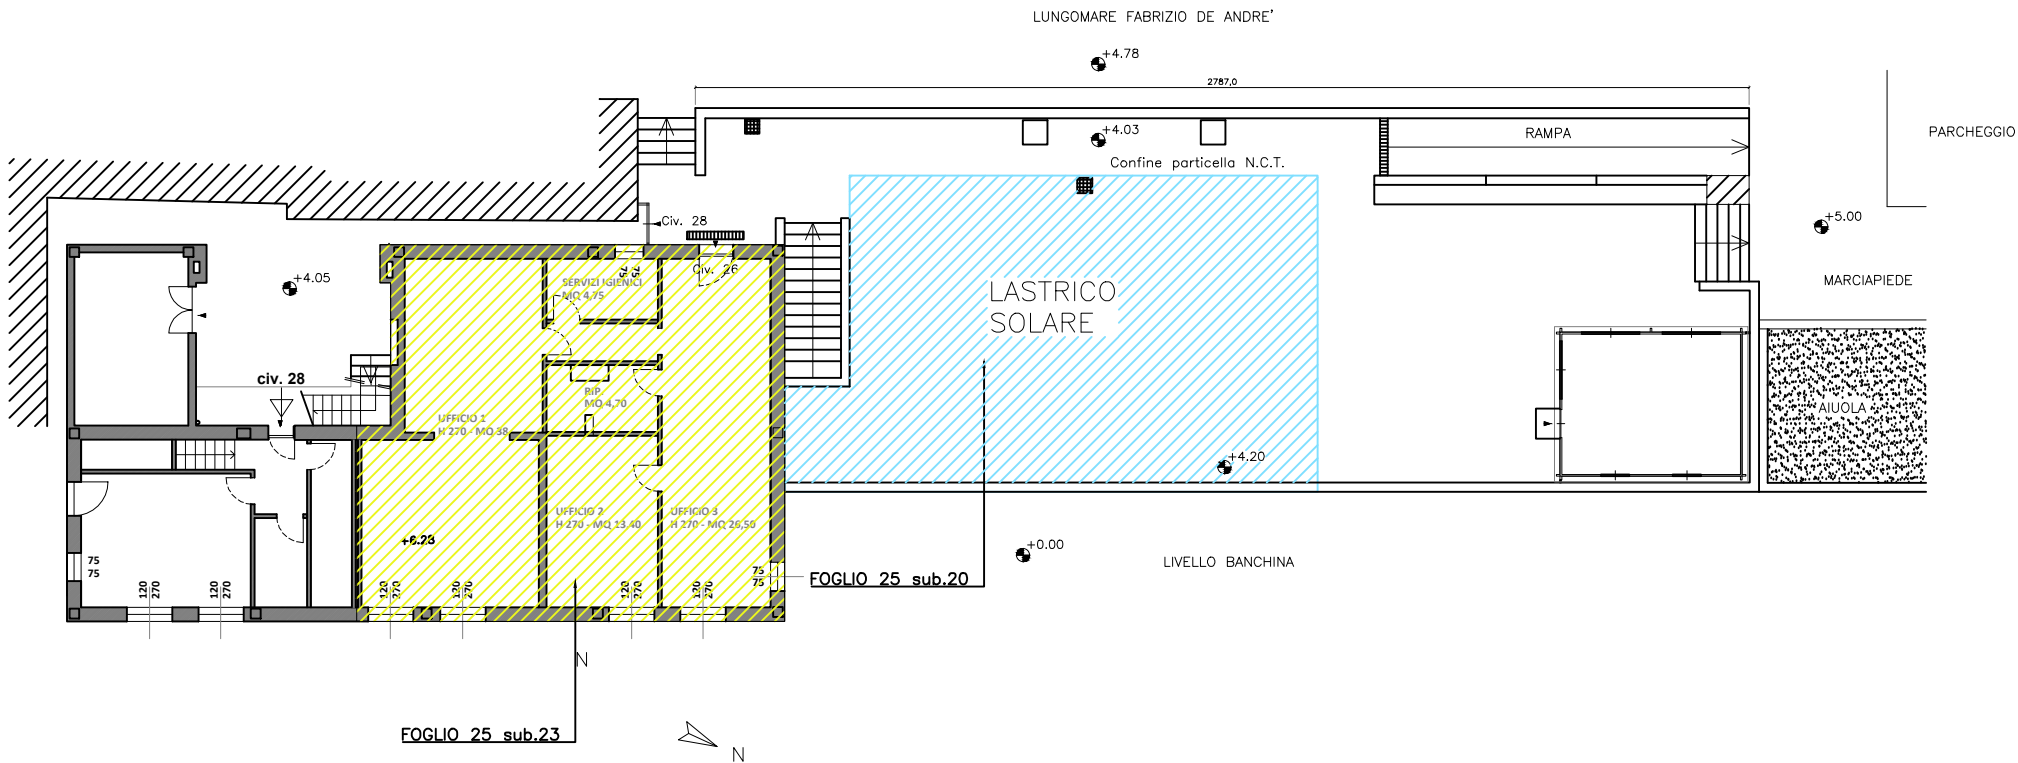 LUNGOMARE FABRIZIO DE ANDRE'
+4.78
2787,0
+4.03
RAMPA
PARCHEGGIO
Confine particella N.C.T.
Civ. 28
+5.00
Civ. 26
75
75
+4.05
SERVIZI IGIENICI
MQ 4,75
MARCIAPIEDE
LASTRICO
SOLARE
civ. 28
RIP.
MQ 4,70
AIUOLA
UFFICIO 1
H 270 - MQ 38
+4.20
UFFICIO 2
H 270 - MQ 13,40
UFFICIO 3
H 270 - MQ 26,50
+6.23
+0.00
LIVELLO BANCHINA
75
75
75
75
FOGLIO 25 sub.20
120
270
120
270
120
270
120
270
120
270
120
270
N
FOGLIO 25 sub.23
N